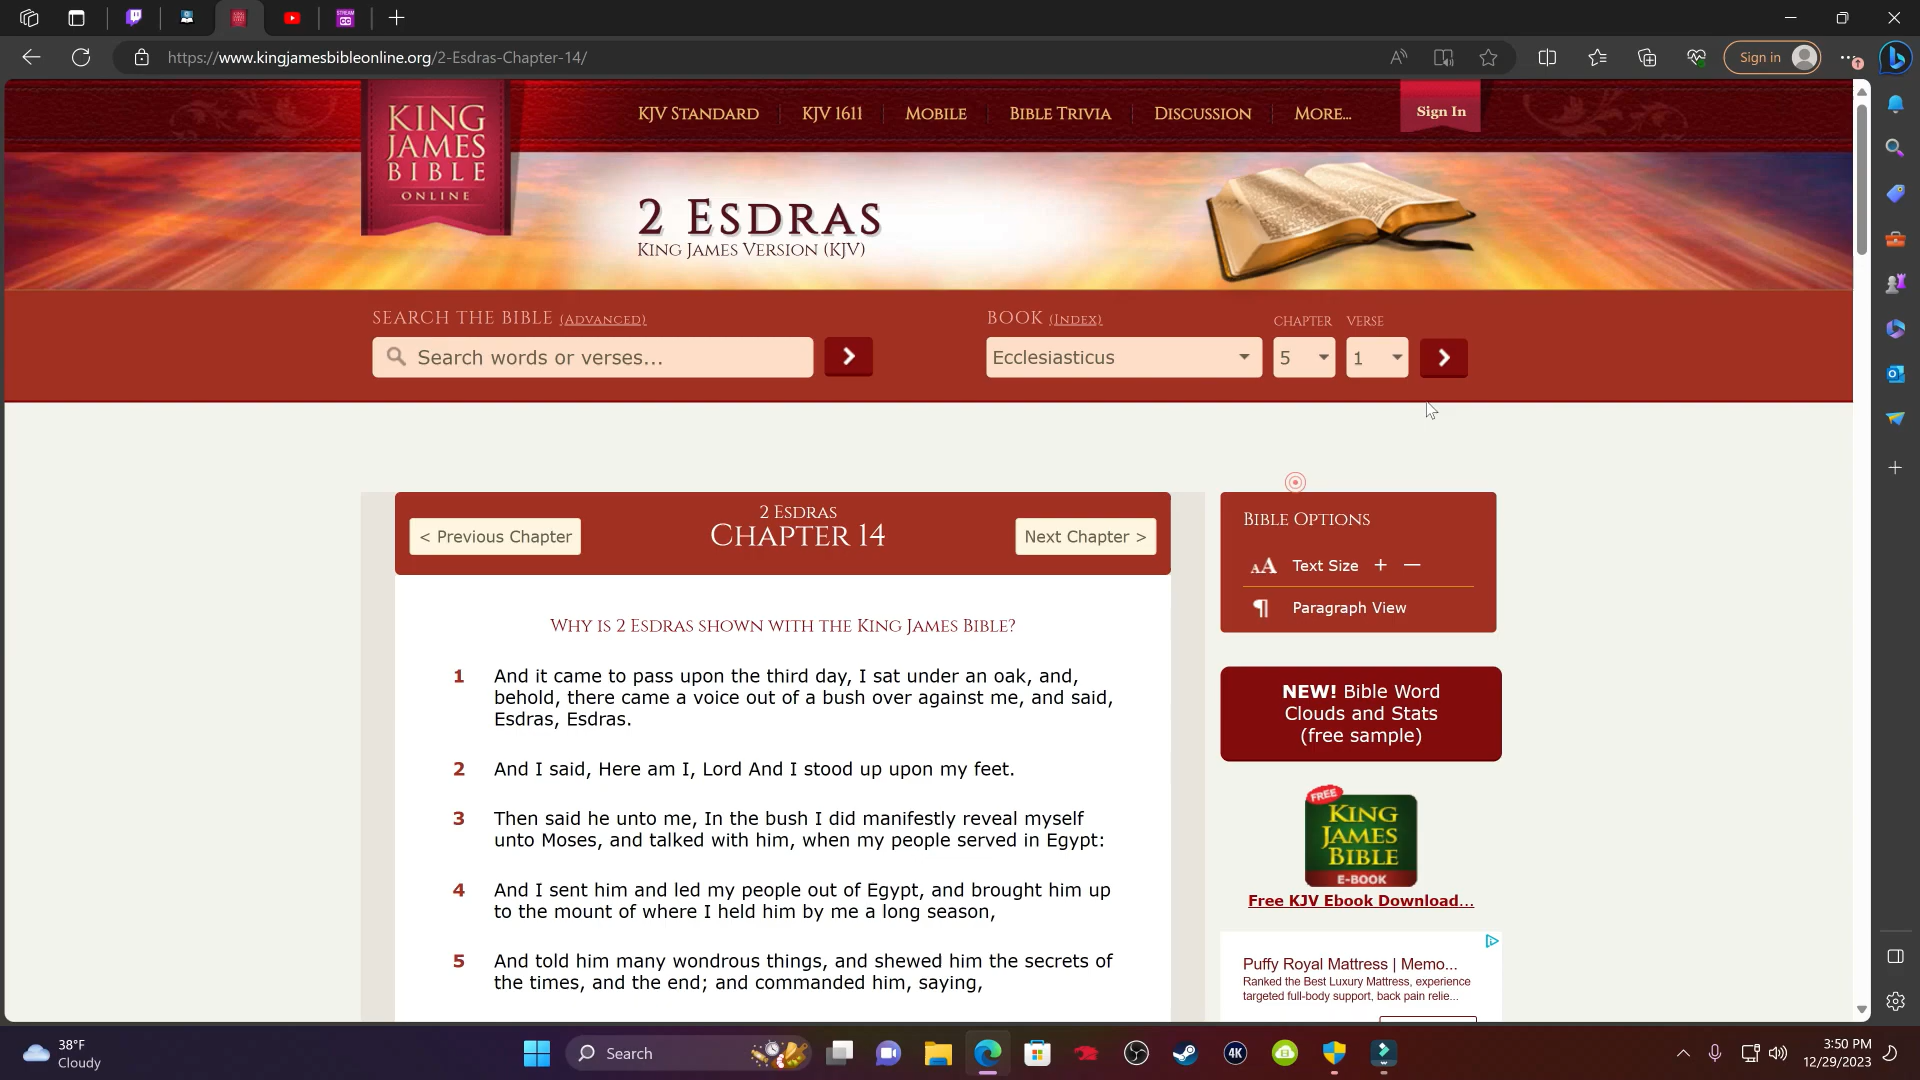 https://www.kingjamesbibleonline.org/2-Esdras-Chapter-14/
Sign in
KING
JAMES
BIBLE
ONLINE
KJV Standard
KJV 1611
Mobile
Bible Trivia
Discussion
More...
Sign In
2 Esdras
King James Version (KJV)
Search the Bible (Advanced)
Search words or verses...
Book (Index)
Chapter
Verse
Ecclesiasticus
5
1
2 Esdras
Chapter 14
< Previous Chapter
Next Chapter >
Why is 2 Esdras shown with the King James Bible?
1 And it came to pass upon the third day, I sat under an oak, and,
behold, there came a voice out of a bush over against me, and said,
Esdras, Esdras.
2 And I said, Here am I, Lord And I stood up upon my feet.
3 Then said he unto me, In the bush I did manifestly reveal myself
unto Moses, and talked with him, when my people served in Egypt:
4 And I sent him and led my people out of Egypt, and brought him up
to the mount of where I held him by me a long season,
5 And told him many wondrous things, and shewed him the secrets of
the times, and the end; and commanded him, saying,
Bible Options
AA Text Size + —
¶ Paragraph View
NEW! Bible Word
Clouds and Stats
(free sample)
FREE
KING
JAMES
BIBLE
E-BOOK
Free KJV Ebook Download...
Puffy Royal Mattress | Memo...
Ranked the Best Luxury Mattress, experience
targeted full-body support, back pain relie...
38°F
Cloudy
Search
4K
3:50 PM
12/29/2023